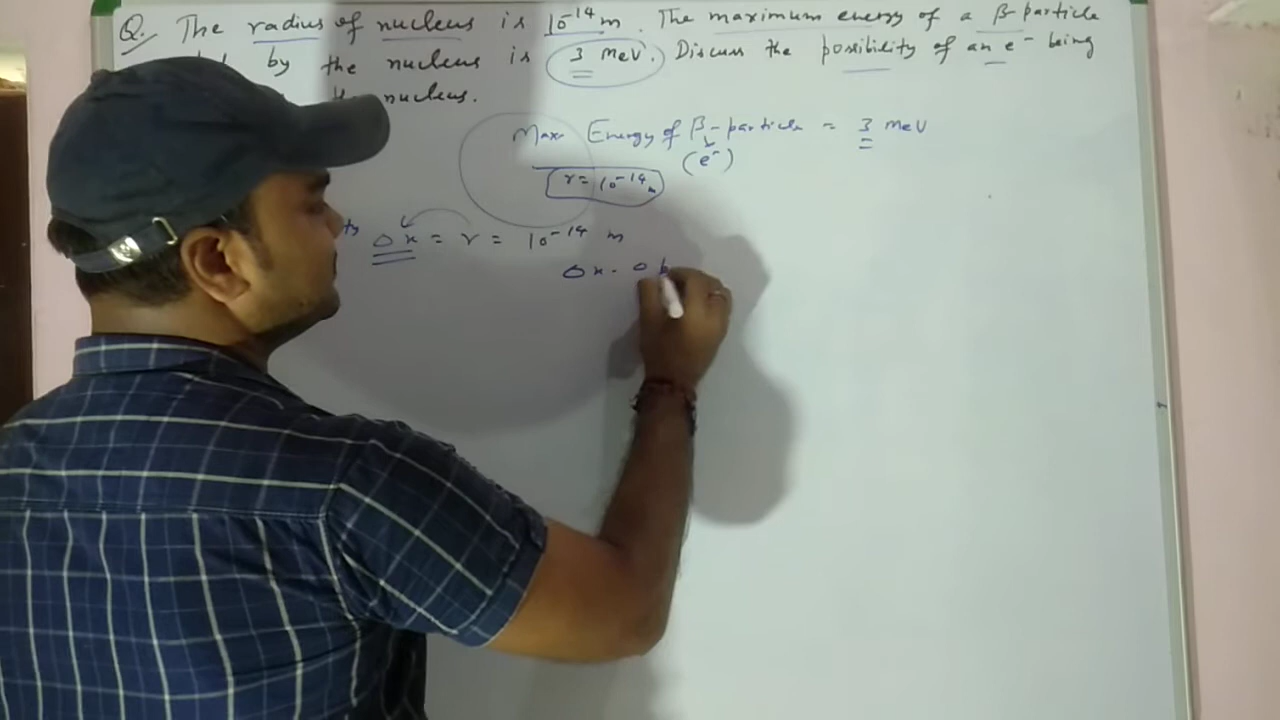 Q. The radius of nucleus is 10⁻¹⁴ m. The maximum energy of a β-particle
by the nucleus is 3 MeV. Discuss the possibility of an e⁻ being
nucleus.
Max Energy of β-particle = 3 MeV
(e⁻)
r = 10⁻¹⁴ m
Δx = r = 10⁻¹⁴ m
Δx · Δ